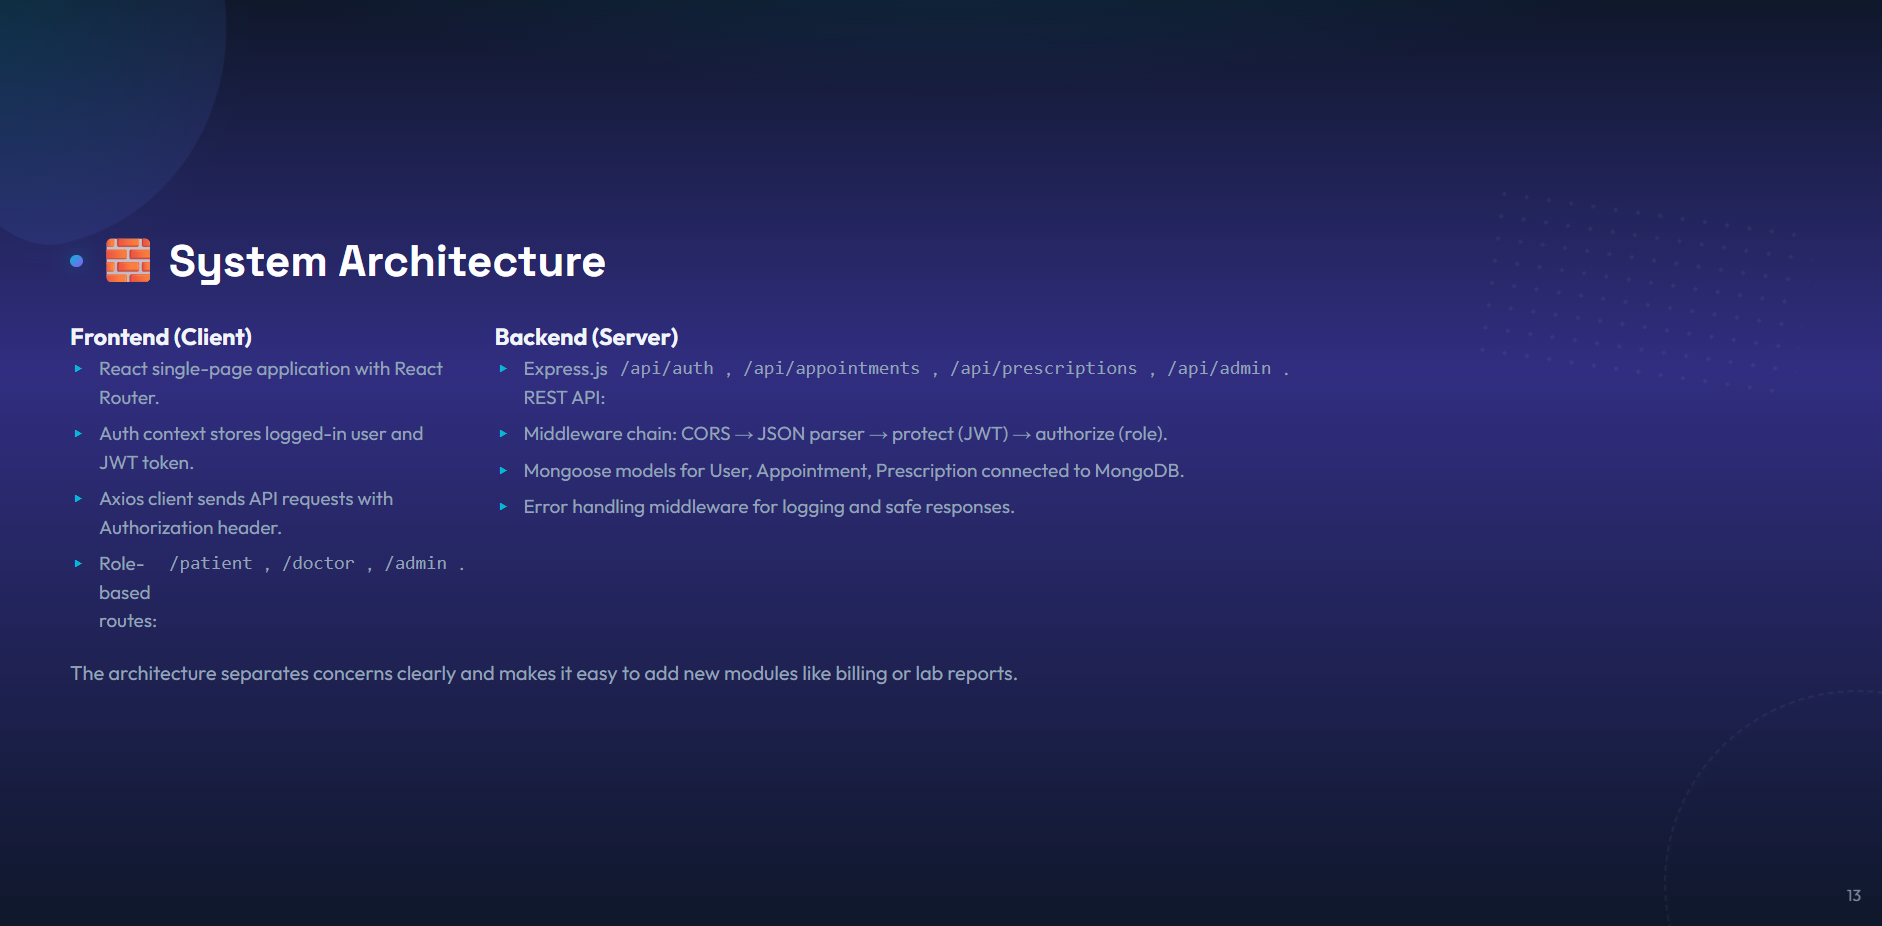 System Architecture
Frontend (Client)
React single-page application with React
Router.
Auth context stores logged-in user and
JWT token.
Axios client sends API requests with
Authorization header.
Role- /patient , /doctor , /admin .
based
routes:
Backend (Server)
Express.js /api/auth , /api/appointments , /api/prescriptions , /api/admin .
REST API:
Middleware chain: CORS → JSON parser → protect (JWT) → authorize (role).
Mongoose models for User, Appointment, Prescription connected to MongoDB.
Error handling middleware for logging and safe responses.
The architecture separates concerns clearly and makes it easy to add new modules like billing or lab reports.
13